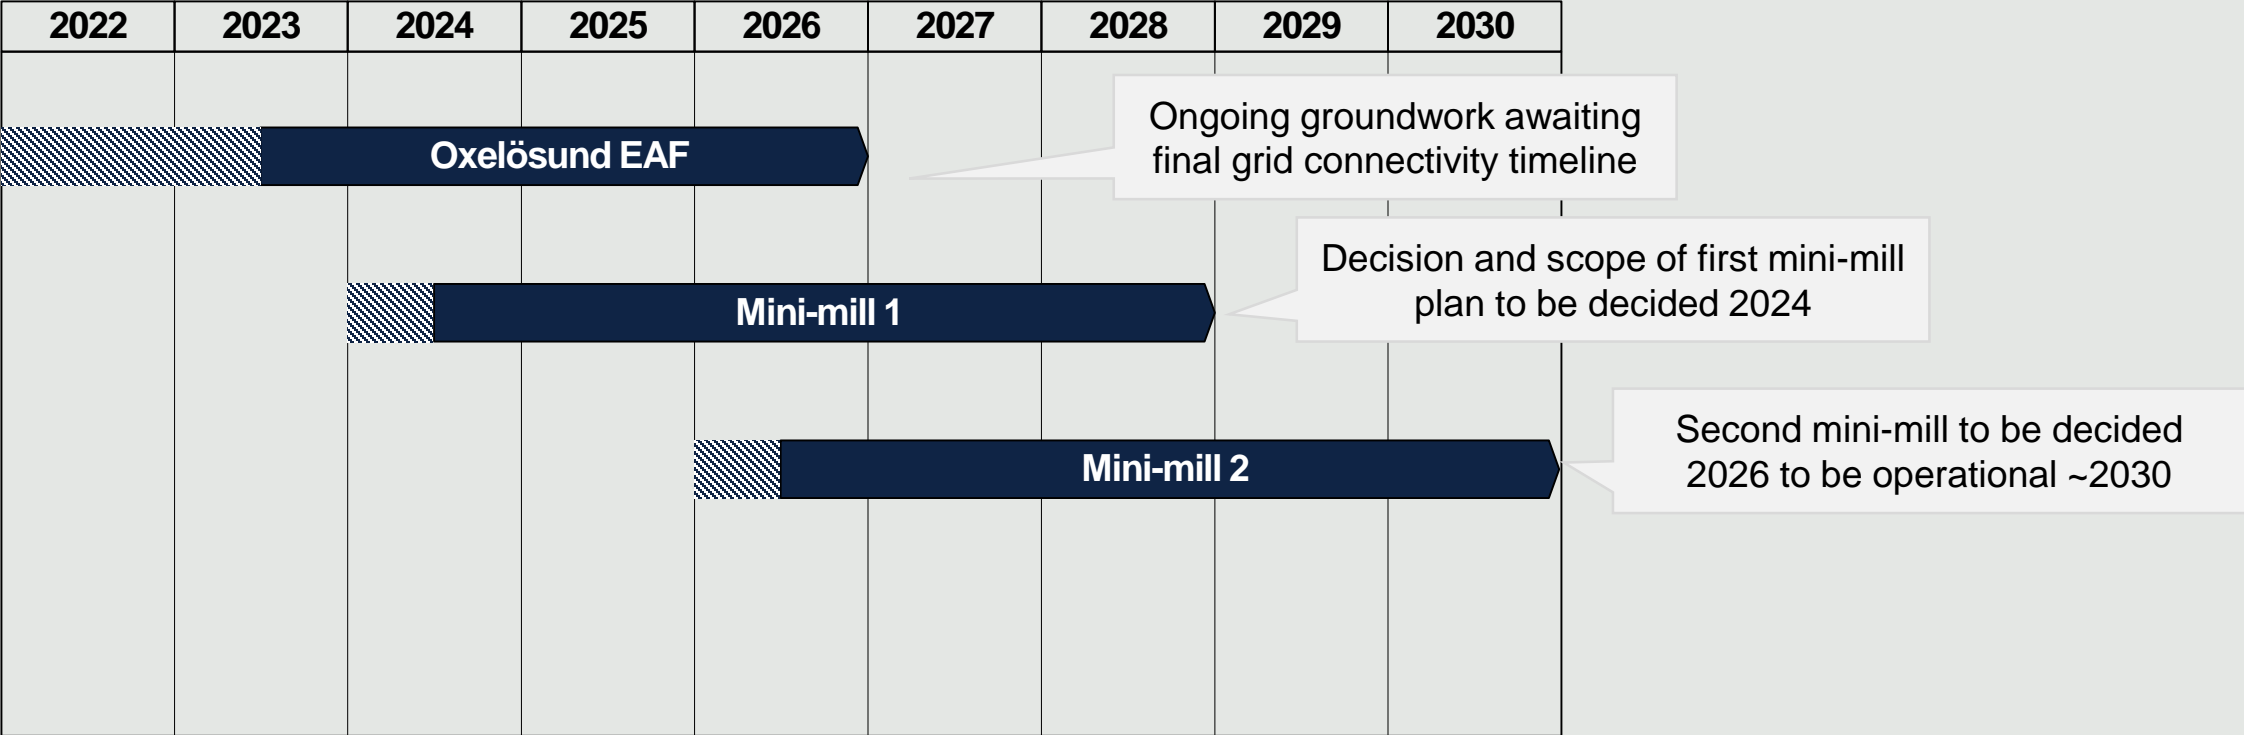 2022 2023 2024 2025 2026 2027 2028 2029 2030
Ongoing groundwork awaiting
final grid connectivity timeline
Oxelösund EAF
Decision and scope of first mini-mill
plan to be decided 2024
Mini-mill 1
Second mini-mill to be decided
2026 to be operational ~2030
Mini-mill 2